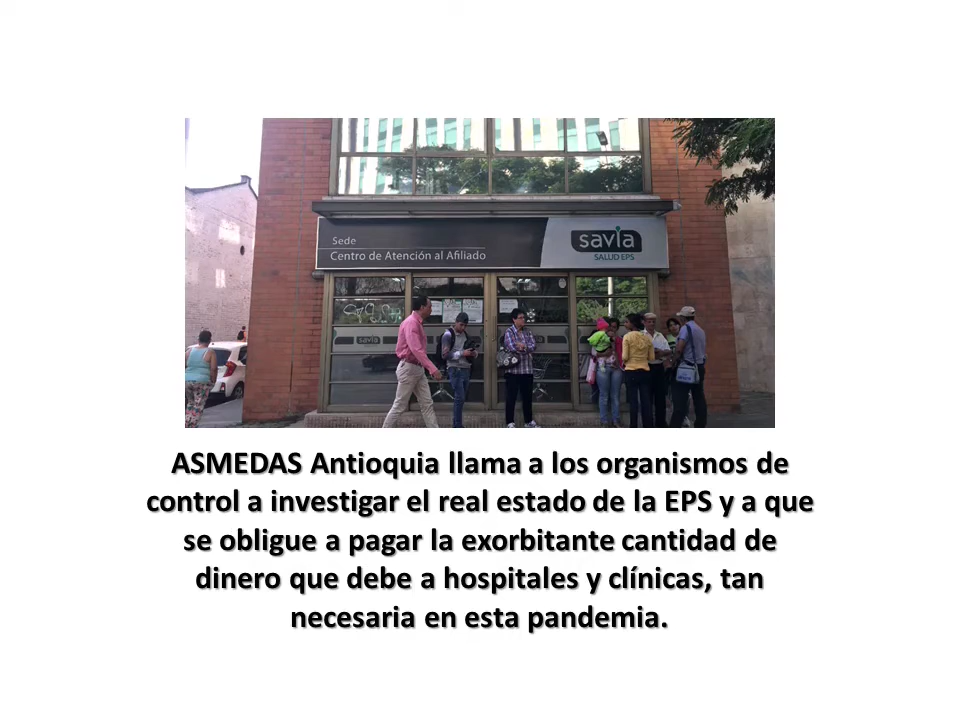 Sede
Centro de Atención al Afiliado
savia
SALUD EPS
savia
ASMEDAS Antioquia llama a los organismos de
control a investigar el real estado de la EPS y a que
se obligue a pagar la exorbitante cantidad de
dinero que debe a hospitales y clínicas, tan
necesaria en esta pandemia.